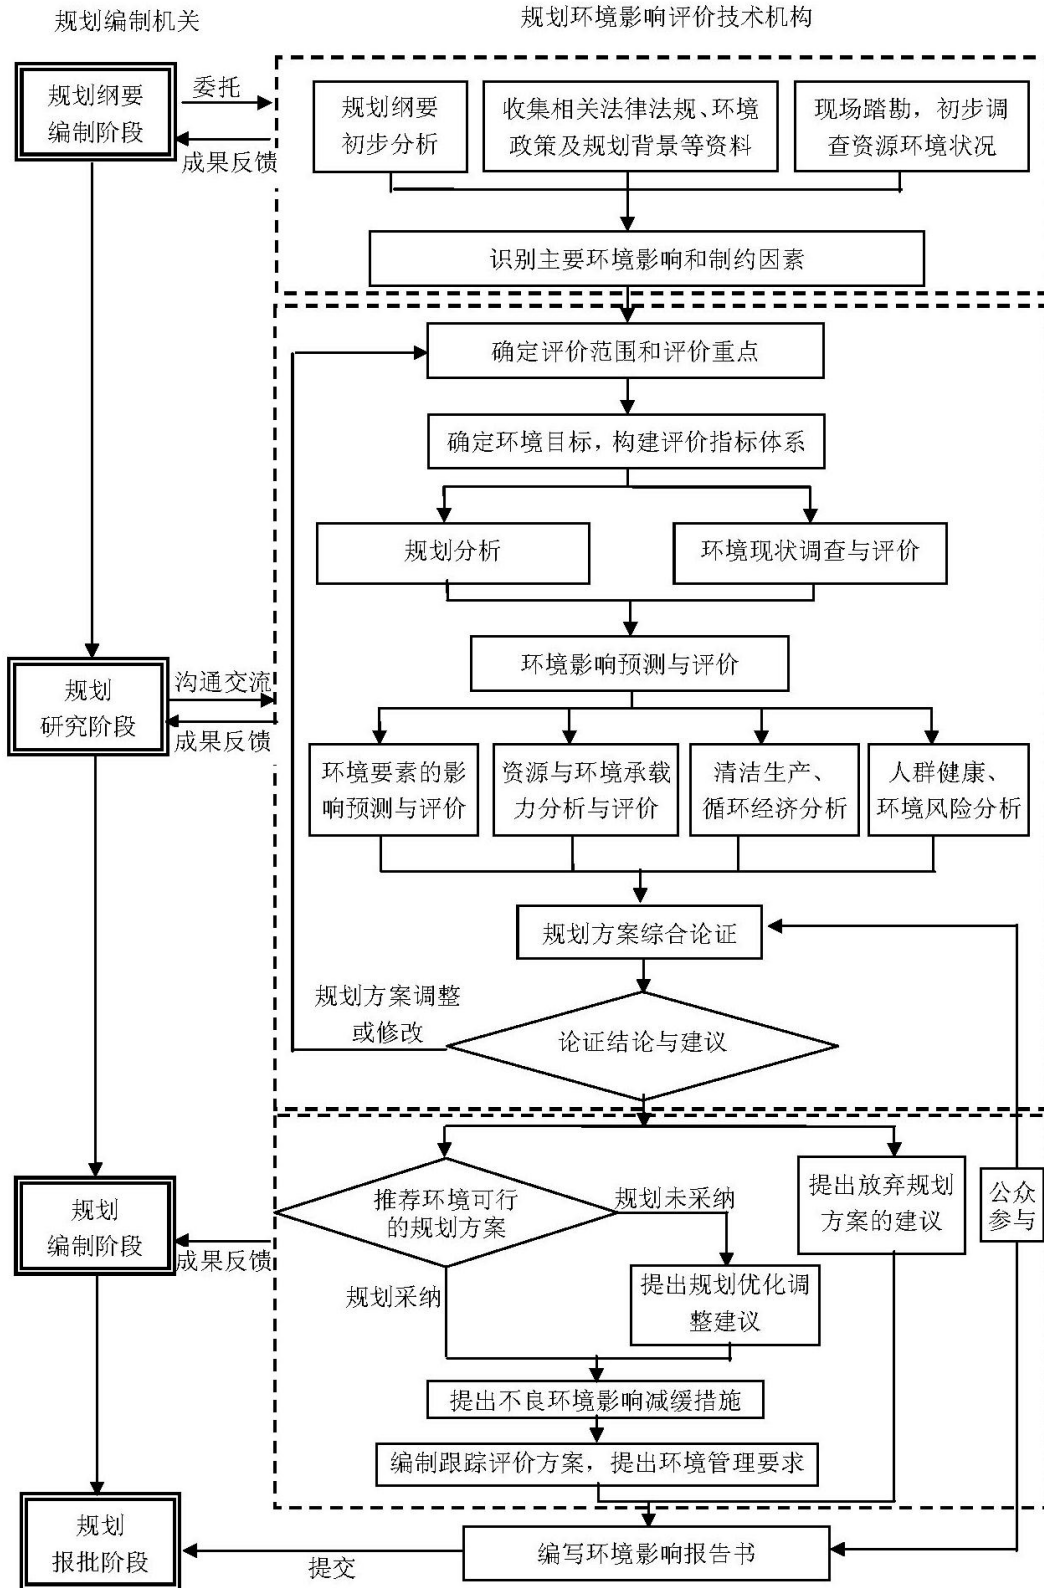 规划编制机关
规划环境影响评价技术机构
规划纲要
编制阶段
委托
成果反馈
规划纲要
初步分析
收集相关法律法规、环境
政策及规划背景等资料
现场踏勘，初步调
查资源环境状况
识别主要环境影响和制约因素
确定评价范围和评价重点
确定环境目标，构建评价指标体系
规划分析
环境现状调查与评价
环境影响预测与评价
规划
研究阶段
沟通交流
成果反馈
环境要素的影
响预测与评价
资源与环境承载
力分析与评价
清洁生产、
循环经济分析
人群健康、
环境风险分析
规划方案综合论证
规划方案调整
或修改
论证结论与建议
规划
编制阶段
成果反馈
推荐环境可行
的规划方案
规划未采纳
规划采纳
提出规划优化调
整建议
提出放弃规划
方案的建议
公众
参与
提出不良环境影响减缓措施
编制跟踪评价方案，提出环境管理要求
规划
报批阶段
提交
编写环境影响报告书